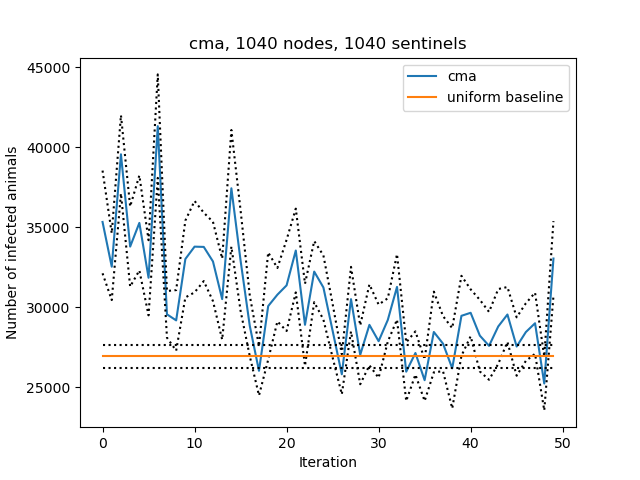 cma, 1040 nodes, 1040 sentinels
cma
uniform baseline
Number of infected animals
45000
40000
35000
30000
25000
0 10 20 30 40 50
Iteration